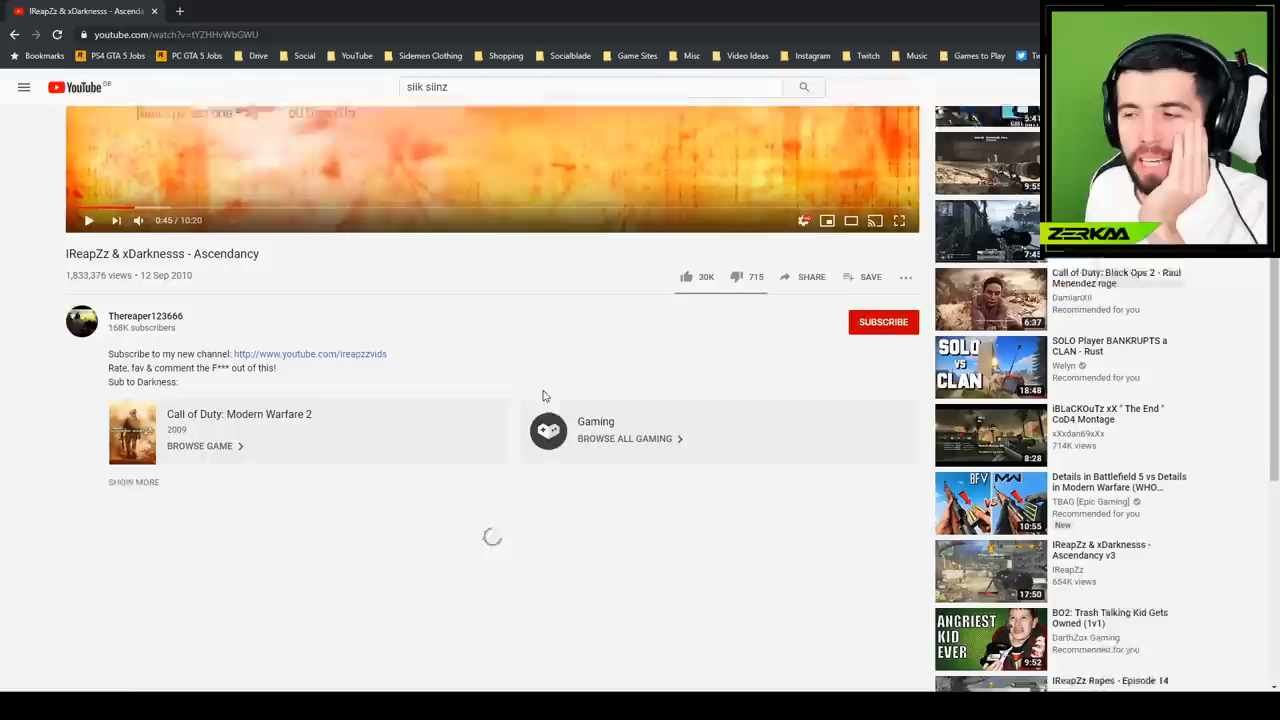 IReapZz & xDarknesss - Ascenda
youtube.com/watch?v=tYZHHvWbGWU
Bookmarks
PS4 GTA 5 Jobs
PC GTA 5 Jobs
Drive
Social
YouTube
Sidemen Clothing
Shopping
Socialblade
Game Sites
Misc
Video Ideas
Instagram
Twitch
Music
Games to Play
YouTube GB
siik siinz
0:45 / 10:20
IReapZz & xDarknesss - Ascendancy
1,833,376 views • 12 Sep 2010
30K
715
SHARE
SAVE
Thereaper123666
168K subscribers
SUBSCRIBE
Subscribe to my new channel: http://www.youtube.com/ireapzzvids
Rate, fav & comment the F*** out of this!
Sub to Darkness:
Call of Duty: Modern Warfare 2
2009
BROWSE GAME
Gaming
BROWSE ALL GAMING
SHOW MORE
ZERKAA
5:41
9:55
7:45
Call of Duty: Black Ops 2 - Raul
Menendez rage
DamianXII
Recommended for you
6:37
SOLO
VS
CLAN
18:48
SOLO Player BANKRUPTS a
CLAN - Rust
Welyn
Recommended for you
8:28
iBLaCKOuTz xX " The End "
CoD4 Montage
xXxdan69xXx
714K views
BFV
VS
MW
10:55
Details in Battlefield 5 vs Details
in Modern Warfare (WHO...
TBAG [Epic Gaming]
Recommended for you
New
17:50
IReapZz & xDarknesss -
Ascendancy v3
IReapZz
654K views
ANGRIEST
KID
EVER
9:52
BO2: Trash Talking Kid Gets
Owned (1v1)
DarthZox Gaming
Recommended for you
IReapZz Rapes - Episode 14